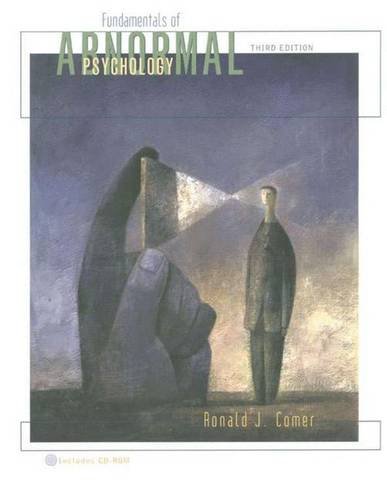 Fundamentals of
ABNORMAL
PSYCHOLOGY
THIRD EDITION
Ronald J. Comer
Includes CD-ROM